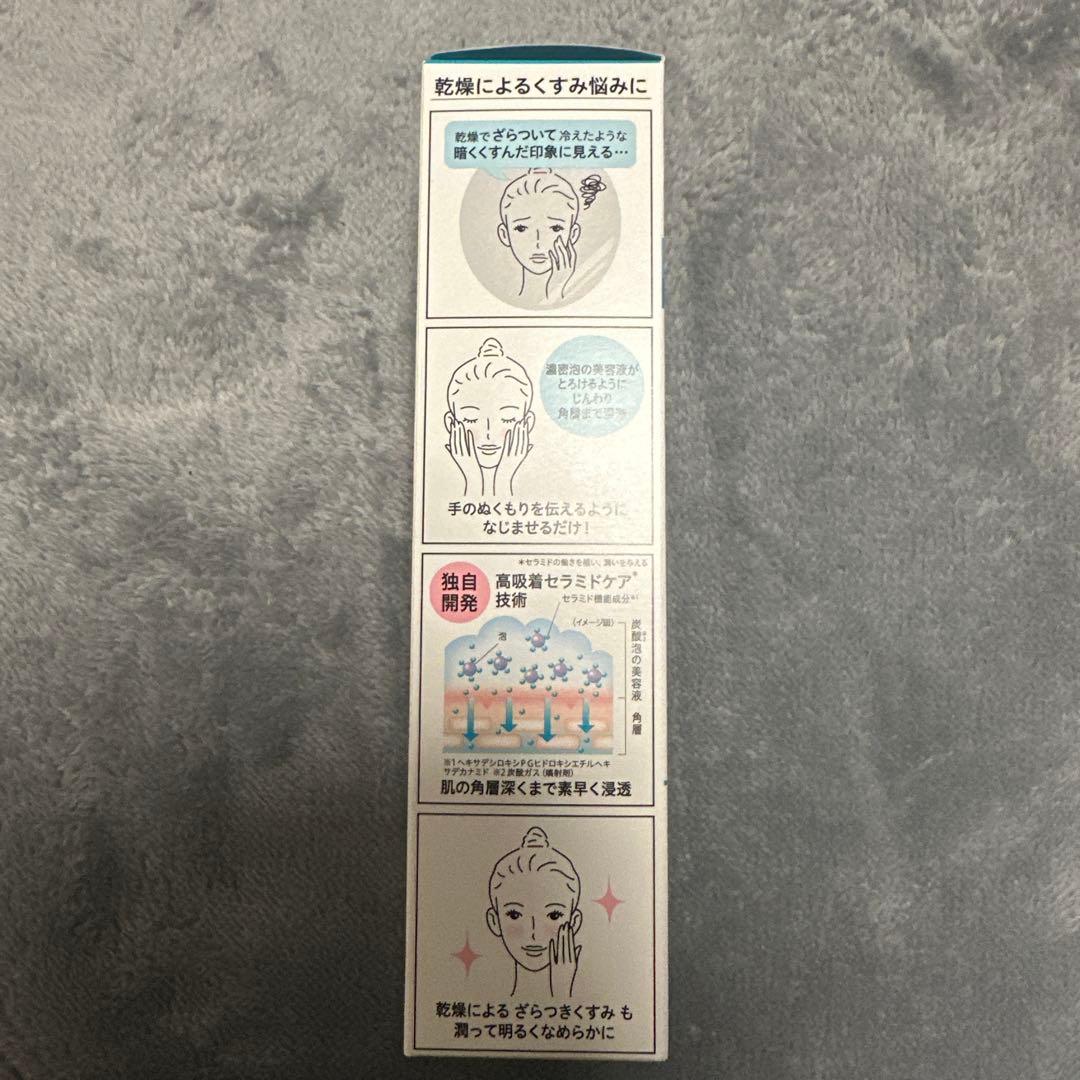 乾燥によるくすみ悩みに
乾燥でざらついて冷えたような
暗くくすんだ印象に見える…
濃密泡の美容液が
とろけるように
じんわり
角層まで浸透
手のぬくもりを伝えるように
なじませるだけ!
*セラミドの働きを補い、潤いを与える
独自
開発
高吸着セラミドケア*
技術
セラミド機能成分※1
(イメージ図)
泡
炭酸※2泡の美容液
角層
※1 ヘキサデシロキシPGヒドロキシエチルヘキ
サデカナミド ※2 炭酸ガス(噴射剤)
肌の角層深くまで素早く浸透
乾燥による ざらつきくすみ も
潤って明るくなめらかに